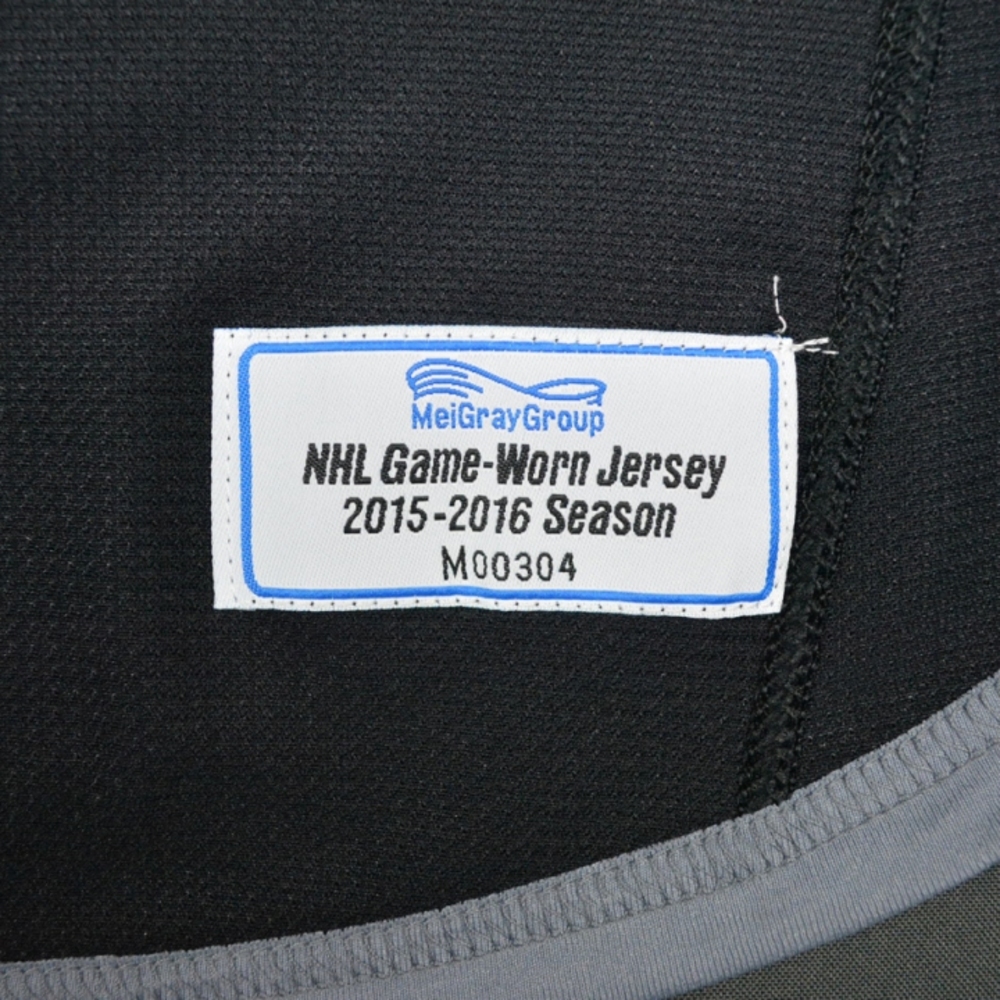 MeiGrayGroup
NHL Game-Worn Jersey
2015-2016 Season
M00304